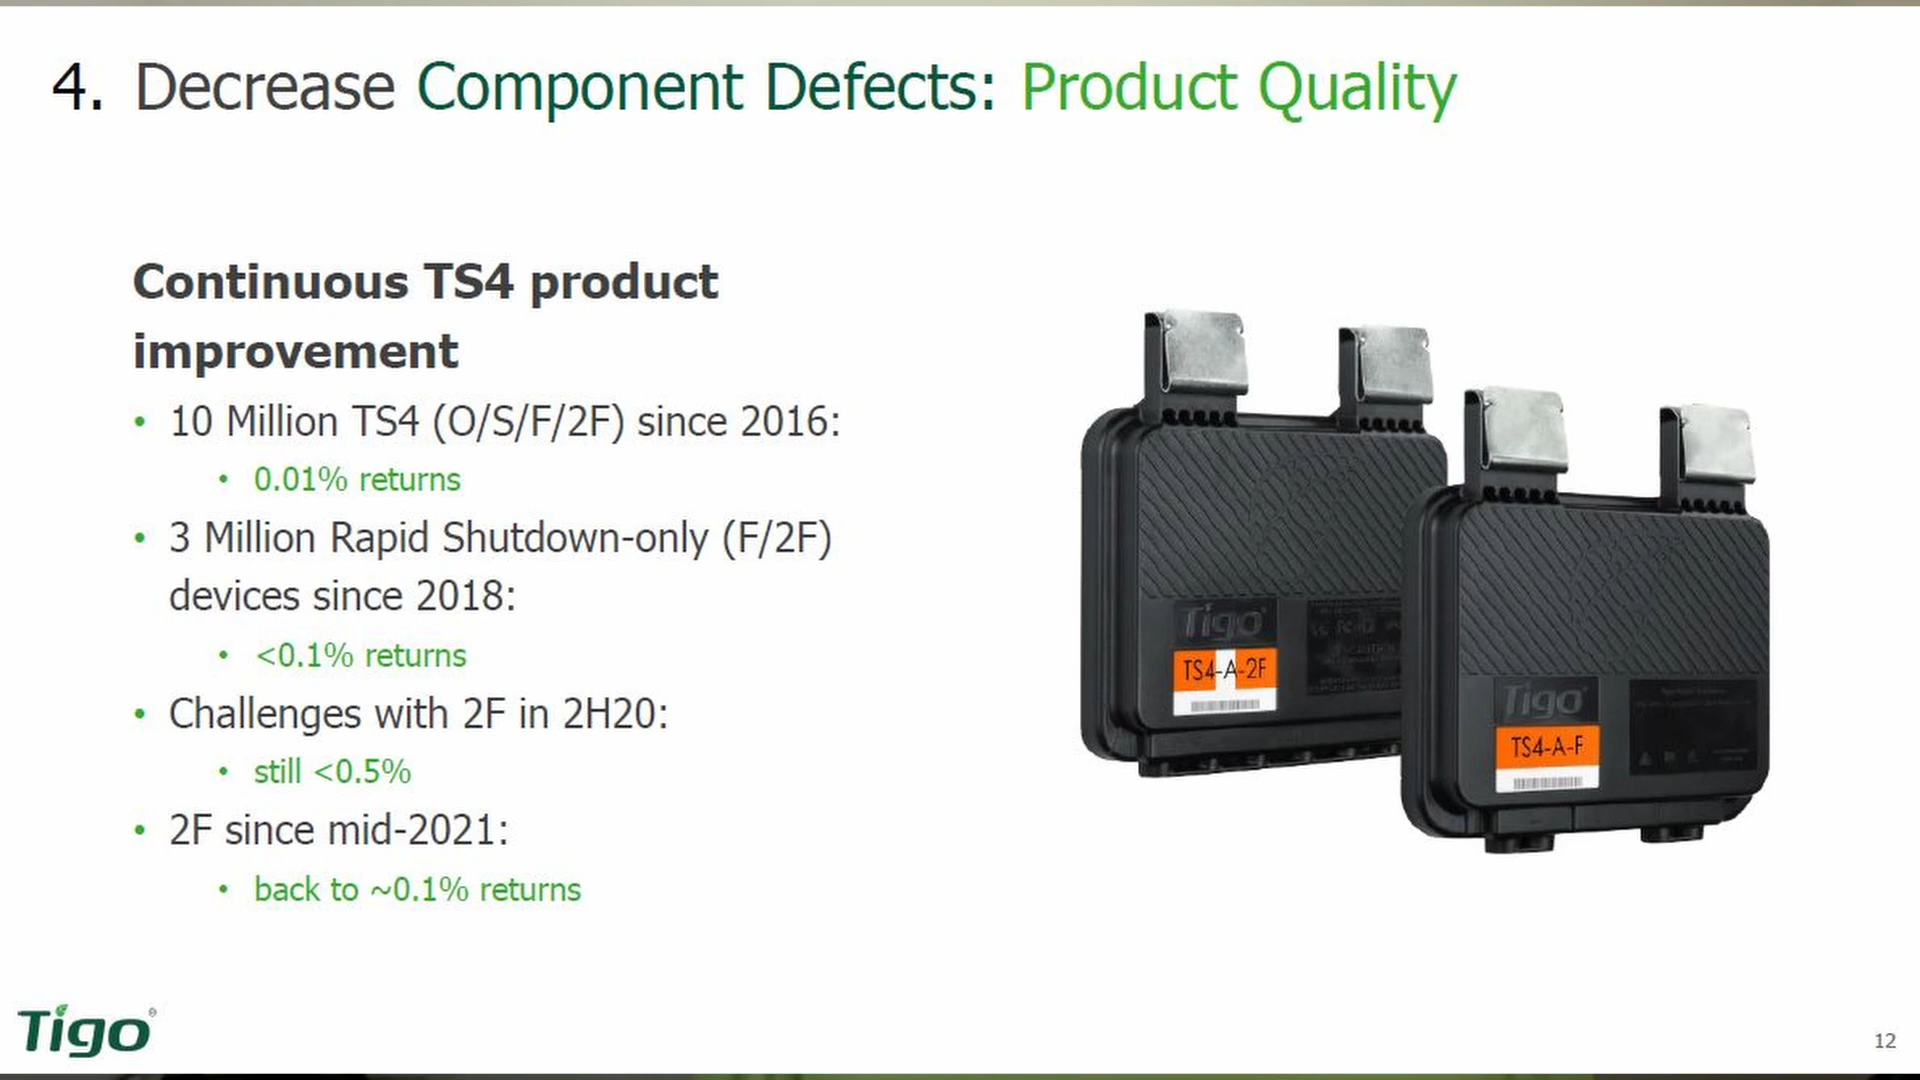 4. Decrease Component Defects: Product Quality
Continuous TS4 product
improvement
• 10 Million TS4 (O/S/F/2F) since 2016:
• 0.01% returns
• 3 Million Rapid Shutdown-only (F/2F)
devices since 2018:
• <0.1% returns
• Challenges with 2F in 2H20:
• still <0.5%
• 2F since mid-2021:
• back to ~0.1% returns
Tigo
TS4-A-2F
Tigo
TS4-A-F
Tigo®
12